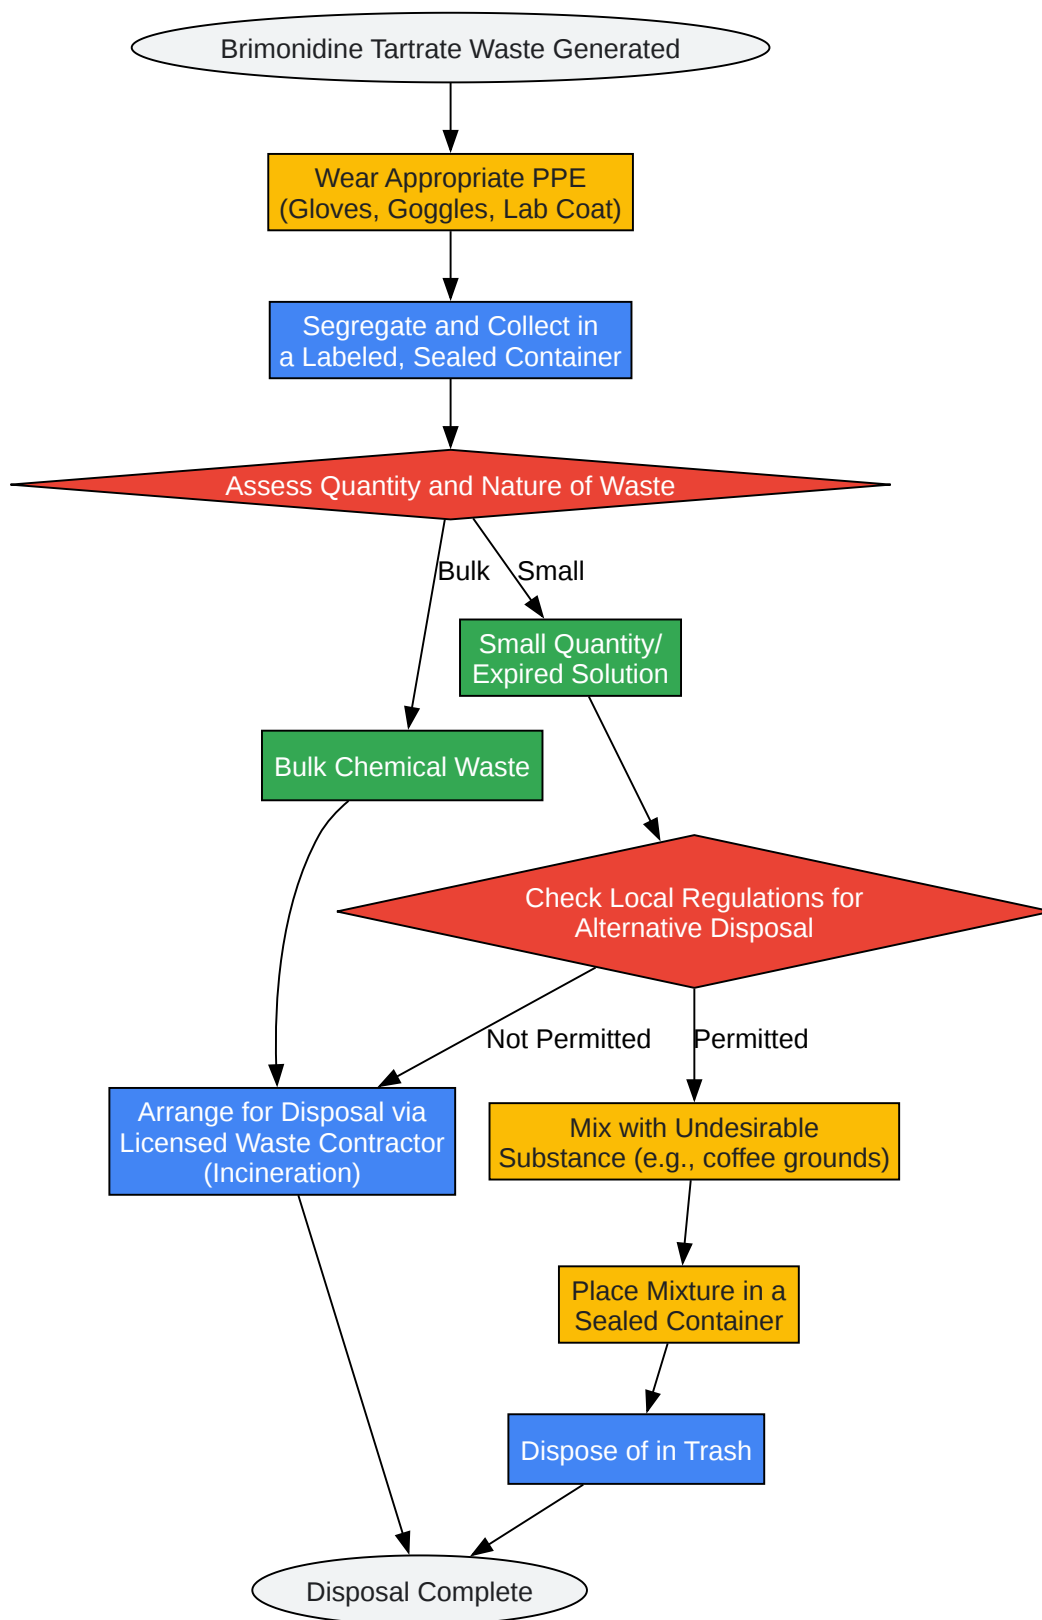 Brimonidine Tartrate Waste Generated
Wear Appropriate PPE
(Gloves, Goggles, Lab Coat)
Segregate and Collect in
a Labeled, Sealed Container
Assess Quantity and Nature of Waste
Bulk
Small
Small Quantity/
Expired Solution
Bulk Chemical Waste
Check Local Regulations for
Alternative Disposal
Not Permitted
Permitted
Arrange for Disposal via
Licensed Waste Contractor
(Incineration)
Mix with Undesirable
Substance (e.g., coffee grounds)
Place Mixture in a
Sealed Container
Dispose of in Trash
Disposal Complete